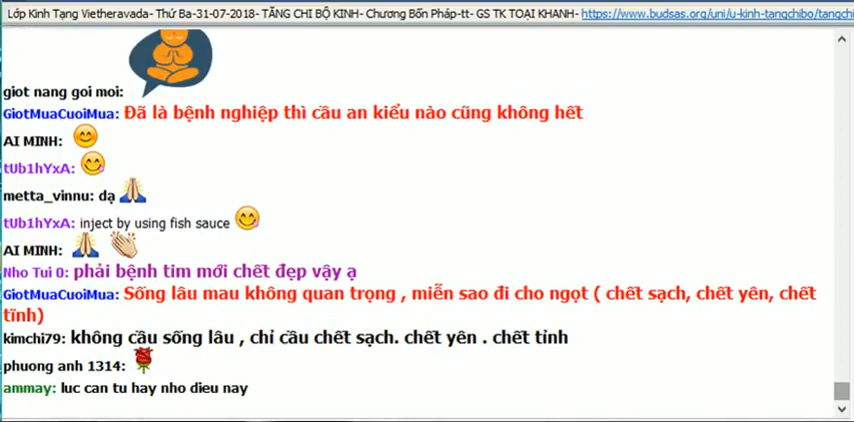 Lớp Kinh Tạng Vietheravada- Thứ Ba-31-07-2018- TĂNG CHI BỘ KINH- Chương Bốn Pháp-tt- GS TK TOẠI KHANH- https://www.budsas.org/uni/u-kinh-tangchibo/tangchi
giot nang goi moi:
GiotMuaCuoiMua: Đã là bệnh nghiệp thì cầu an kiểu nào cũng không hết
AI MINH: 😊
tUb1hYxA: 😋
metta_vinnu: dạ 🙏
tUb1hYxA: inject by using fish sauce 😋
AI MINH: 🙏 👏
Nho Tui 0: phải bệnh tim mới chết đẹp vậy ạ
GiotMuaCuoiMua: Sống lâu mau không quan trọng , miễn sao đi cho ngọt ( chết sạch, chết yên, chết
tĩnh)
kimchi79: không cầu sống lâu , chỉ cầu chết sạch. chết yên . chết tỉnh
phuong anh 1314: 🌹
ammay: luc can tu hay nho dieu nay